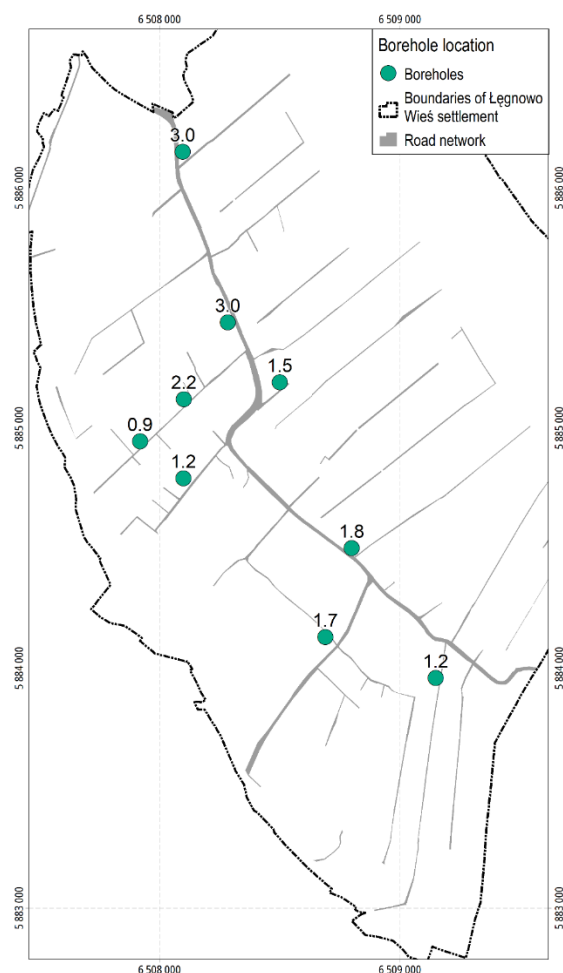 6 508 000
6 509 000
Borehole location
Boreholes
Boundaries of Łęgnowo
Wieś settlement
Road network
3.0
5 886 000
5 886 000
3.0
1.5
2.2
0.9
5 885 000
5 885 000
1.2
1.8
1.7
1.2
5 884 000
5 884 000
5 883 000
5 883 000
6 508 000
6 509 000